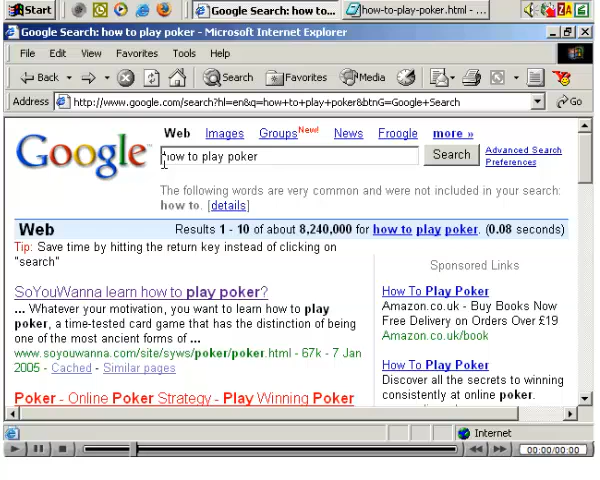 Start
Google Search: how to...
how-to-play-poker.html - ...
Google Search: how to play poker - Microsoft Internet Explorer
File Edit View Favorites Tools Help
Back Search Favorites Media
Address http://www.google.com/search?hl=en&q=how+to+play+poker&btnG=Google+Search Go
Web Images Groups New! News Froogle more »
Google™ how to play poker Search Advanced Search
Preferences
The following words are very common and were not included in your search:
how to. [details]
Web Results 1 - 10 of about 8,240,000 for how to play poker. (0.08 seconds)
Tip: Save time by hitting the return key instead of clicking on
"search"
SoYouWanna learn how to play poker?
... Whatever your motivation, you want to learn how to play
poker, a time-tested card game that has the distinction of being
one of the most ancient forms of ...
www.soyouwanna.com/site/syws/poker/poker.html - 67k - 7 Jan
2005 - Cached - Similar pages
Poker - Online Poker Strategy - Play Winning Poker
Sponsored Links
How To Play Poker
Amazon.co.uk - Buy Books Now
Free Delivery on Orders Over £19
Amazon.co.uk/book
How To Play Poker
Discover all the secrets to winning
consistently at online poker.
Internet
00:00/00:00